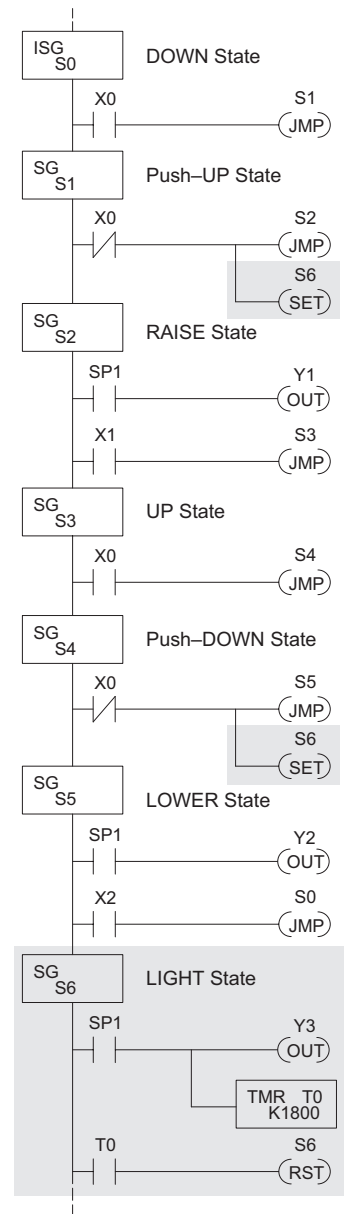 ISG
S0
DOWN State
X0
S1
JMP
SG
S1
Push–UP State
X0
S2
JMP
S6
SET
SG
S2
RAISE State
SP1
Y1
OUT
X1
S3
JMP
SG
S3
UP State
X0
S4
JMP
SG
S4
Push–DOWN State
X0
S5
JMP
S6
SET
SG
S5
LOWER State
SP1
Y2
OUT
X2
S0
JMP
SG
S6
LIGHT State
SP1
Y3
OUT
TMR T0
K1800
T0
S6
RST